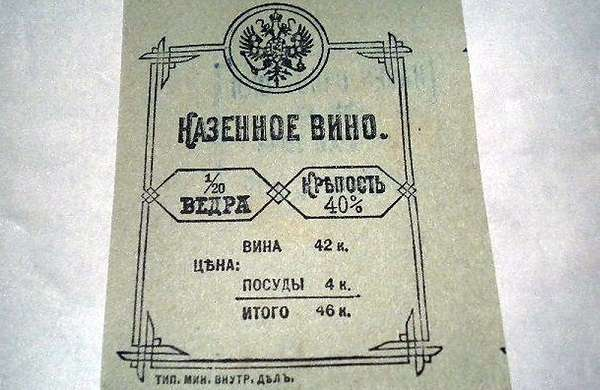 КАЗЕННОЕ ВИНО.
1/20 ВЕДРА
КРѢПОСТЬ 40%
ВИНА 42 к.
ЦѢНА:
ПОСУДЫ 4 к.
ИТОГО 46 к.
ТИП. МИН. ВНУТР. ДѢЛЪ.